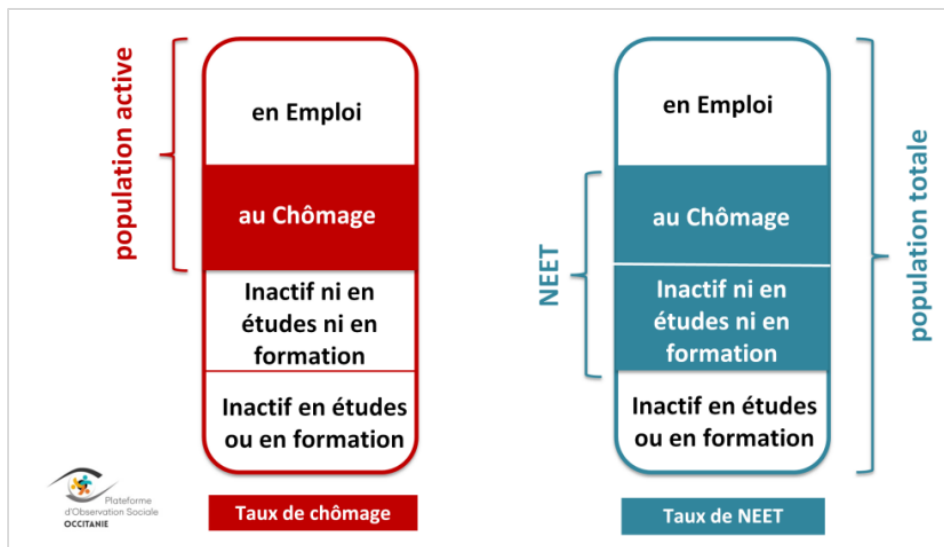 population active
en Emploi
au Chômage
Inactif ni en
études ni en
formation
Inactif en études
ou en formation
Taux de chômage
NEET
en Emploi
au Chômage
Inactif ni en
études ni en
formation
Inactif en études
ou en formation
Taux de NEET
population totale
Plateforme
d'Observation Sociale
OCCITANIE